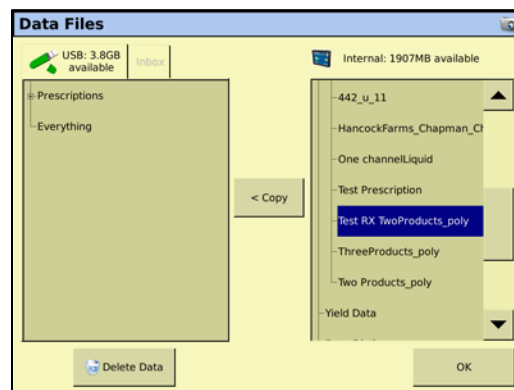 Data Files
USB: 3.8GB
available
Inbox
Internal: 1907MB available
Prescriptions
Everything
< Copy
442_u_11
HancockFarms_Chapman_Ch
One channelLiquid
Test Prescription
Test RX TwoProducts_poly
ThreeProducts_poly
Two Products_poly
Yield Data
Delete Data
OK